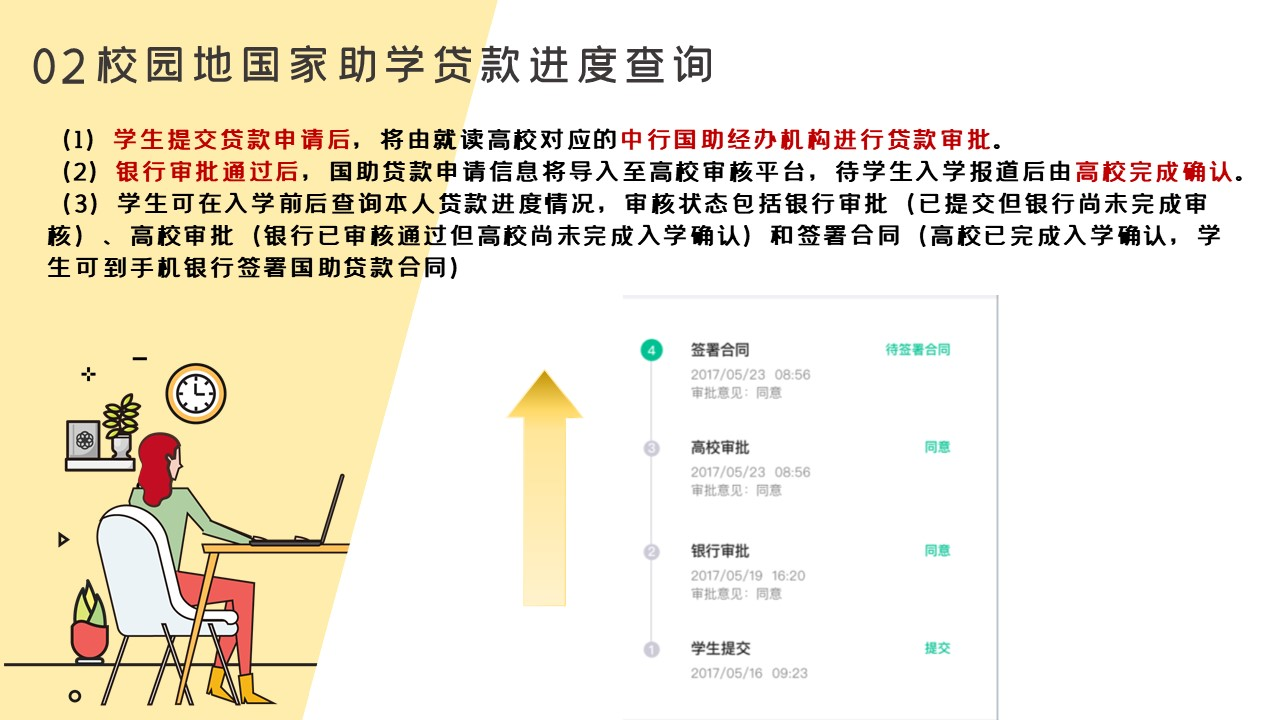 02校园地国家助学贷款进度查询
（1）学生提交贷款申请后，将由就读高校对应的中行国助经办机构进行贷款审批。
（2）银行审批通过后，国助贷款申请信息将导入至高校审核平台，待学生入学报道后由高校完成确认。
（3）学生可在入学前后查询本人贷款进度情况，审核状态包括银行审批（已提交但银行尚未完成审
核）、高校审批（银行已审核通过但高校尚未完成入学确认）和签署合同（高校已完成入学确认，学
生可到手机银行签署国助贷款合同）
4 签署合同 待签署合同
2017/05/23 08:56
审批意见：同意
3 高校审批 同意
2017/05/23 08:56
审批意见：同意
2 银行审批 同意
2017/05/19 16:20
审批意见：同意
1 学生提交 提交
2017/05/16 09:23